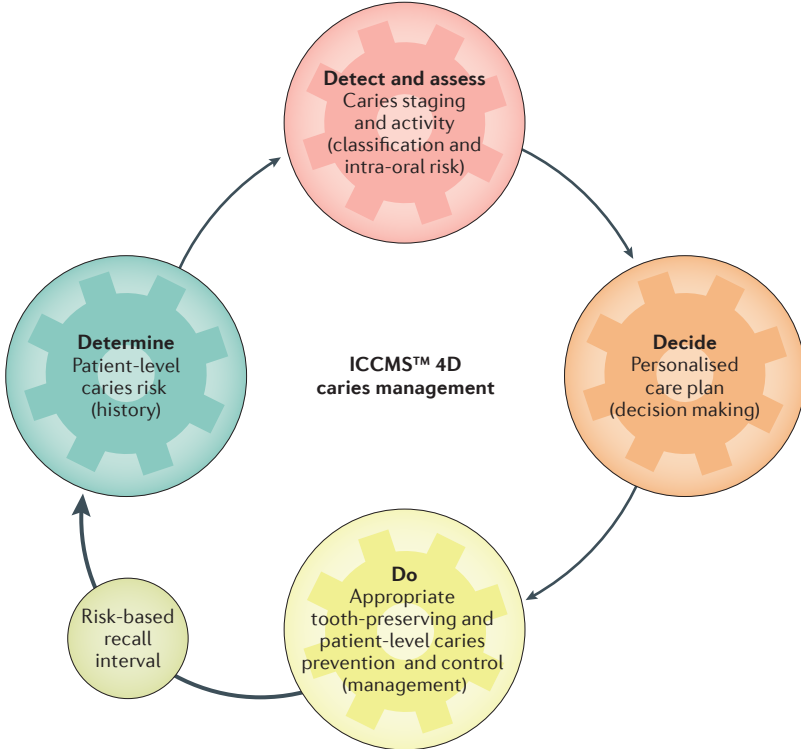 Detect and assess
Caries staging
and activity
(classification and
intra-oral risk)
Determine
Patient-level
caries risk
(history)
ICCMS™ 4D
caries management
Decide
Personalised
care plan
(decision making)
Do
Appropriate
tooth-preserving and
patient-level caries
prevention and control
(management)
Risk-based
recall
interval